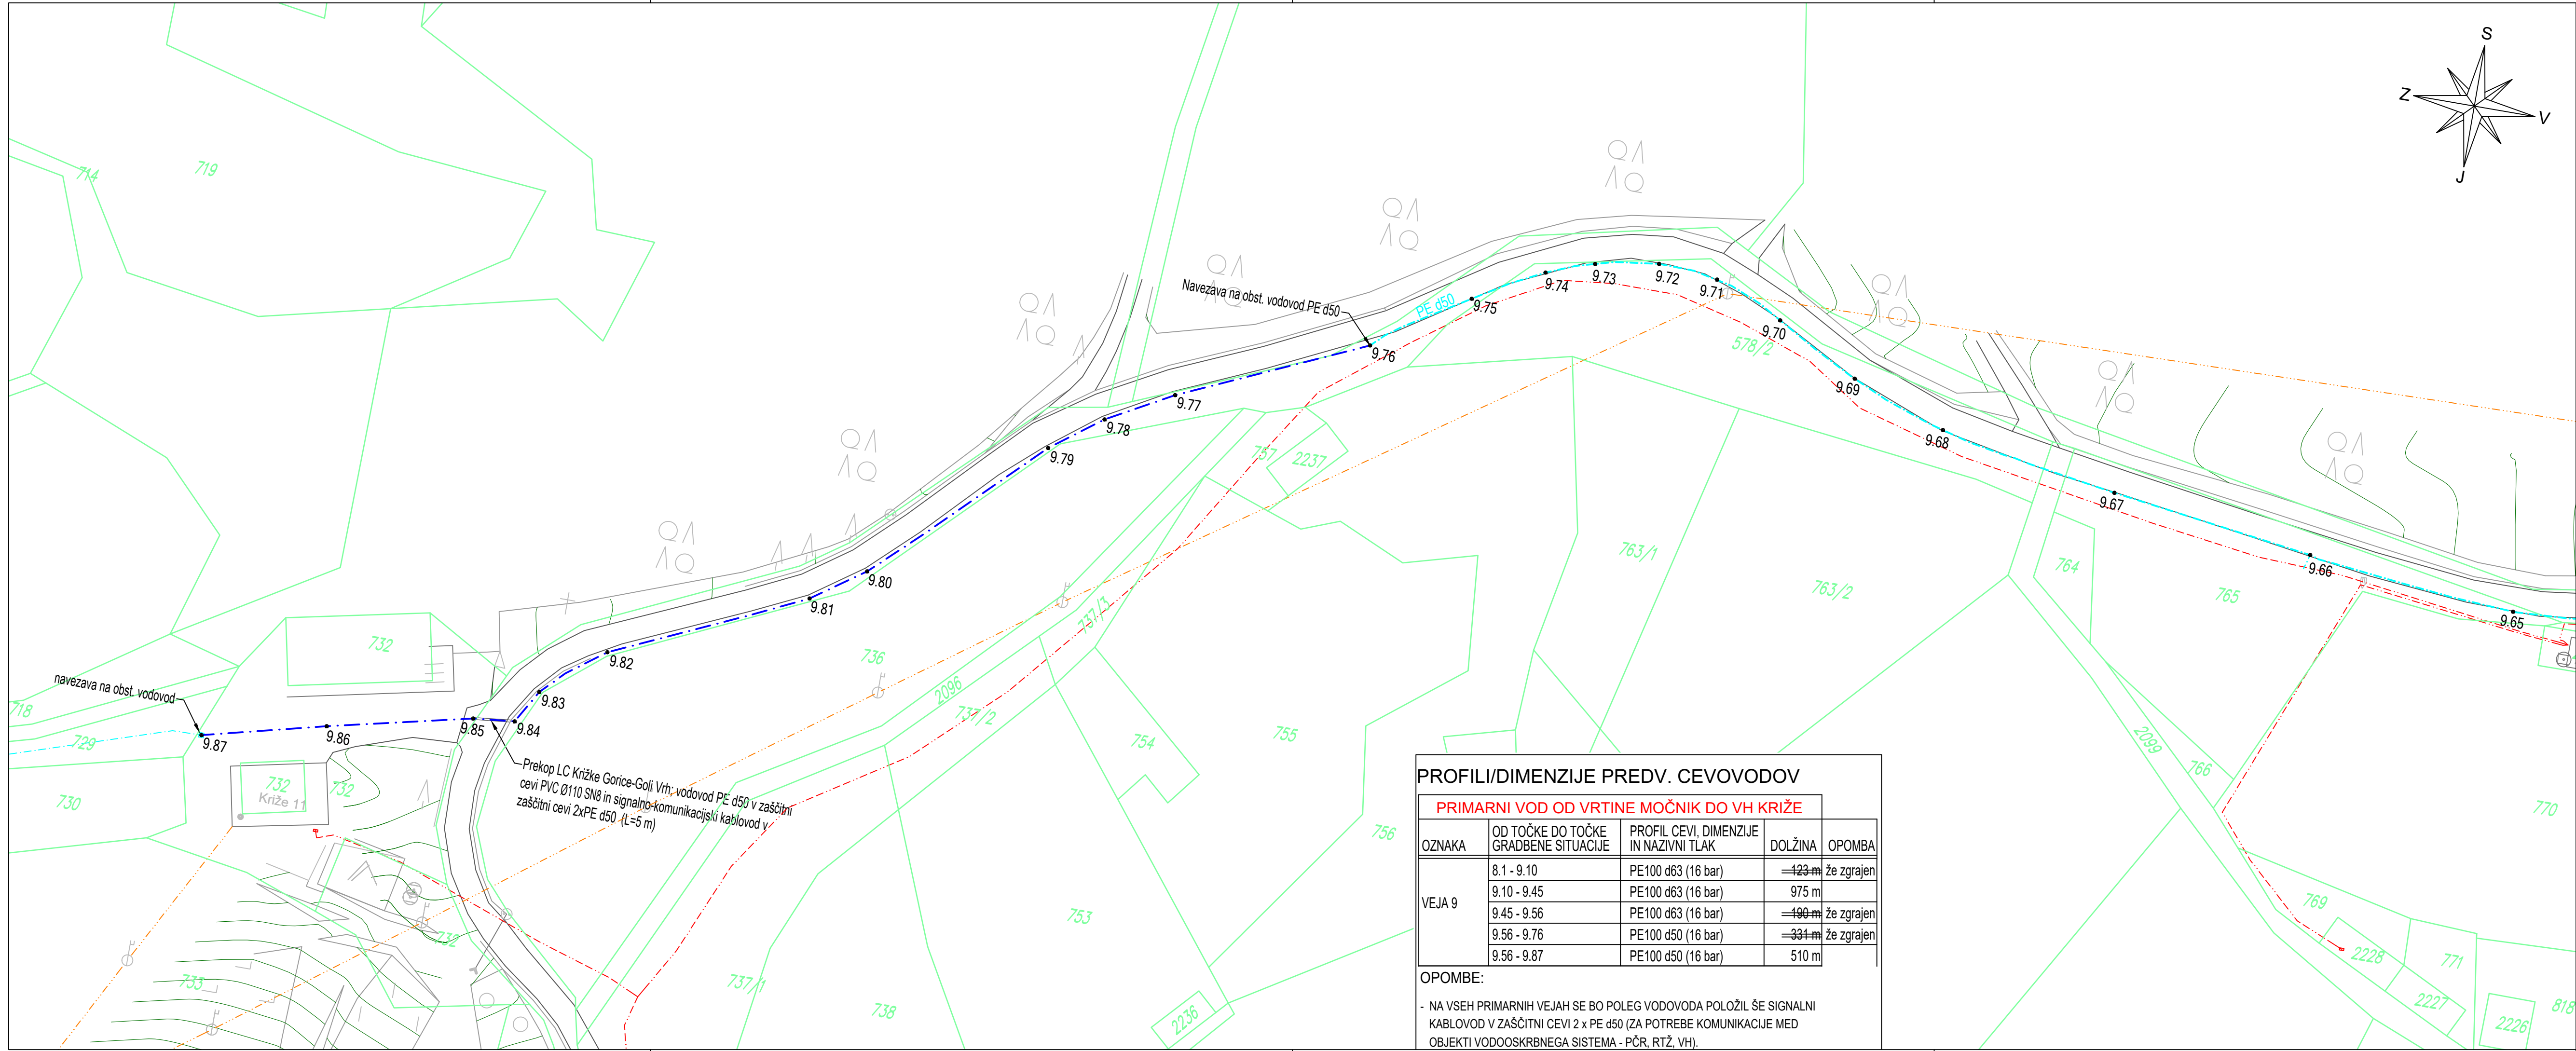 S
Z
V
J
714
719
Navezava na obst. vodovod PE d50
PE d50
9.76
9.75
9.74
9.73
9.72
9.71
9.70
9.69
9.68
9.67
9.66
9.65
578/2
9.77
9.78
9.79
9.80
9.81
9.82
9.83
9.84
9.85
9.86
9.87
navezava na obst. vodovod
718
729
730
732
732
732
Križe 11
732
733
Prekop LC Križke Gorice-Goli Vrh; vodovod PE d50 v zaščitni
cevi PVC Ø110 SN8 in signalno-komunikacijski kablovod v
zaščitni cevi 2xPE d50 (L=5 m)
736
2096
737/3
737/2
737/1
738
753
754
755
756
757
2237
2236
763/1
763/2
764
765
766
2099
770
769
771
2228
2227
2226
818
PROFILI/DIMENZIJE PREDV. CEVOVODOV
PRIMARNI VOD OD VRTINE MOČNIK DO VH KRIŽE
OZNAKA
OD TOČKE DO TOČKE
GRADBENE SITUACIJE
PROFIL CEVI, DIMENZIJE
IN NAZIVNI TLAK
DOLŽINA
OPOMBA
VEJA 9
8.1 - 9.10 PE100 d63 (16 bar) 123 m že zgrajen
9.10 - 9.45 PE100 d63 (16 bar) 975 m
9.45 - 9.56 PE100 d63 (16 bar) 190 m že zgrajen
9.56 - 9.76 PE100 d50 (16 bar) 331 m že zgrajen
9.56 - 9.87 PE100 d50 (16 bar) 510 m
OPOMBE:
- NA VSEH PRIMARNIH VEJAH SE BO POLEG VODOVODA POLOŽIL ŠE SIGNALNI
KABLOVOD V ZAŠČITNI CEVI 2 x PE d50 (ZA POTREBE KOMUNIKACIJE MED
OBJEKTI VODOOSKRBNEGA SISTEMA - PČR, RTŽ, VH).